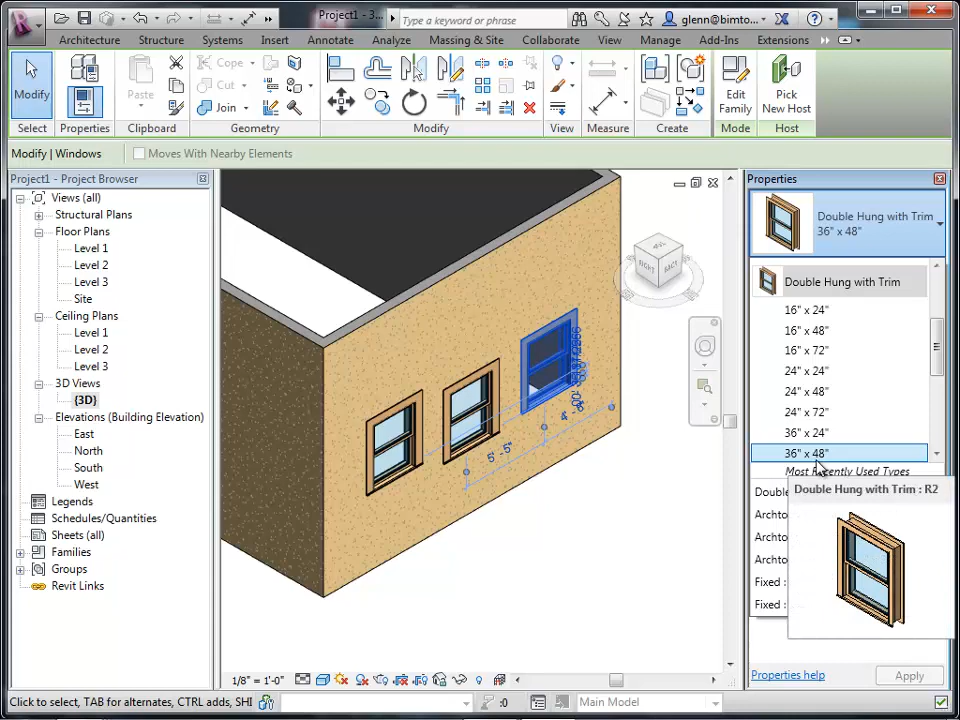 Project1 - 3...
Type a keyword or phrase
glenn@bimto...
Architecture Structure Systems Insert Annotate Analyze Massing & Site Collaborate View Manage Add-Ins Extensions
Modify
Paste
Cope
Cut
Join
Edit Family
Pick New Host
Select Properties Clipboard Geometry Modify View Measure Create Mode Host
Modify | Windows
Moves With Nearby Elements
Project1 - Project Browser
Views (all)
Structural Plans
Floor Plans
Level 1
Level 2
Level 3
Site
Ceiling Plans
Level 1
Level 2
Level 3
3D Views
{3D}
Elevations (Building Elevation)
East
North
South
West
Legends
Schedules/Quantities
Sheets (all)
Families
Groups
Revit Links
RIGHT
BACK
5' - 5"
Properties
Double Hung with Trim
36" x 48"
Double Hung with Trim
16" x 24"
16" x 48"
16" x 72"
24" x 24"
24" x 48"
24" x 72"
36" x 24"
36" x 48"
Most Recently Used Types
Double Hung with Trim : R2
Double
Archto
Archto
Archto
Fixed :
Fixed :
Properties help
Apply
1/8" = 1'-0"
Click to select, TAB for alternates, CTRL adds, SHI
:0
Main Model